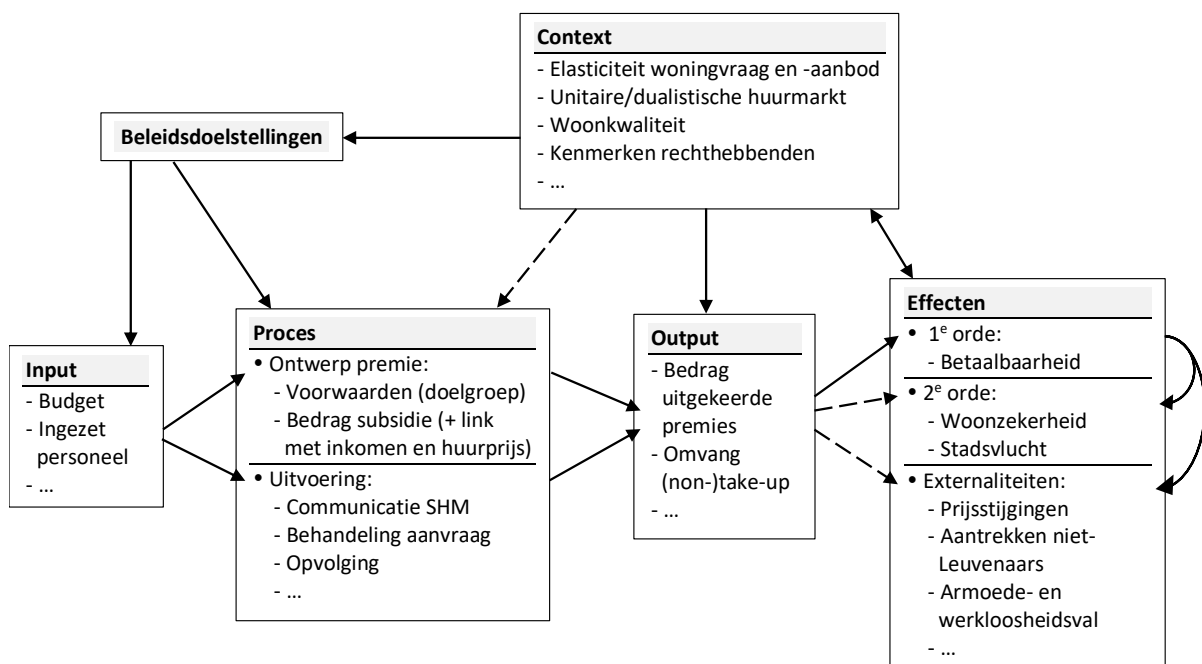 Context
- Elasticiteit woningvraag en -aanbod
- Unitaire/dualistische huurmarkt
- Woonkwaliteit
- Kenmerken rechthebbenden
- ...
Beleidsdoelstellingen
Input
- Budget
- Ingezet
personeel
- ...
Proces
• Ontwerp premie:
- Voorwaarden (doelgroep)
- Bedrag subsidie (+ link
met inkomen en huurprijs)
• Uitvoering:
- Communicatie SHM
- Behandeling aanvraag
- Opvolging
- ...
Output
- Bedrag
uitgekeerde
premies
- Omvang
(non-)take-up
- ...
Effecten
• 1e orde:
- Betaalbaarheid
• 2e orde:
- Woonzekerheid
- Stadsvlucht
• Externaliteiten:
- Prijsstijgingen
- Aantrekken niet-
Leuvenaars
- Armoede- en
werkloosheidsval
- ...